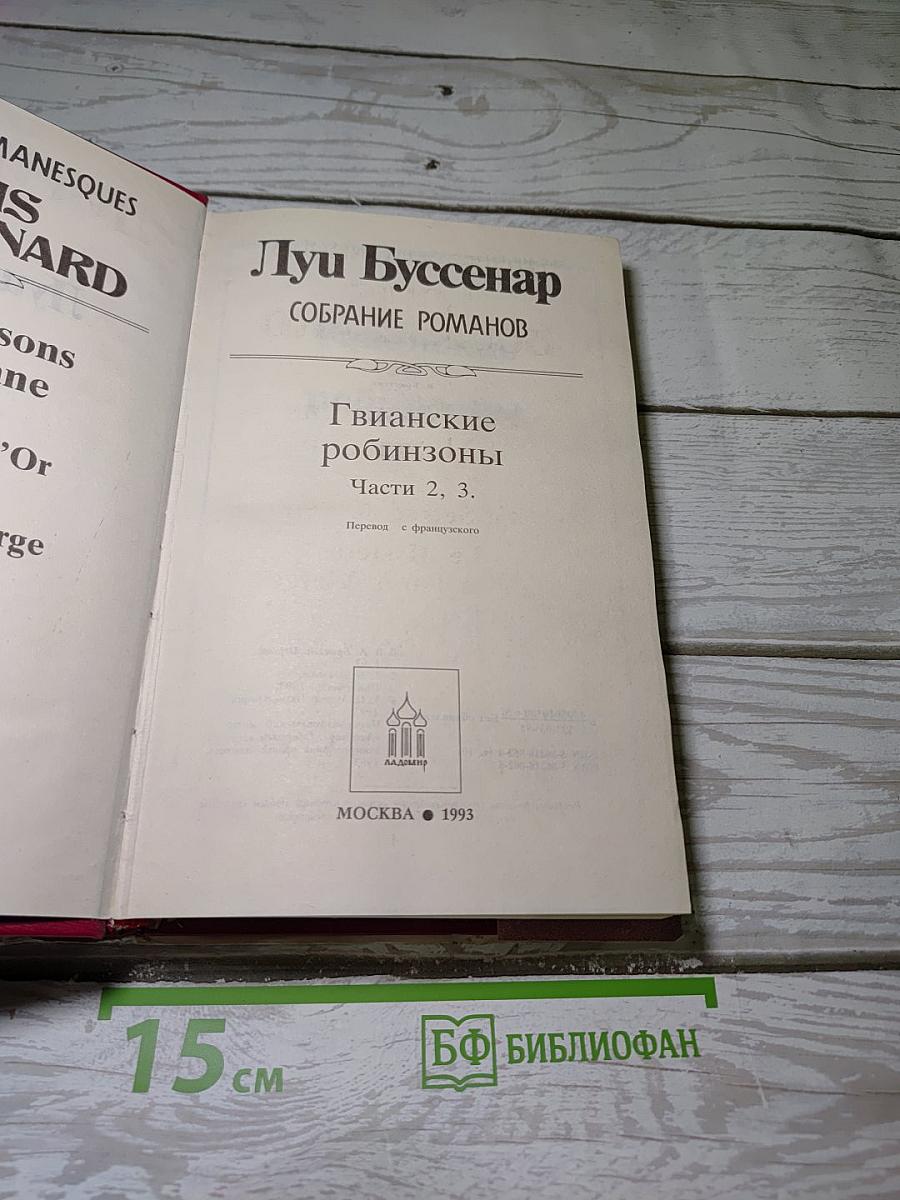 MANESQUES
IS
NARD
sons
ne
'Or
rge
Луи Буссенар
СОБРАНИЕ РОМАНОВ
Гвианские
робинзоны
Части 2, 3.
Перевод с французского
ЛАДОМИР
МОСКВА ● 1993
15 см
БФ БИБЛИОФАН